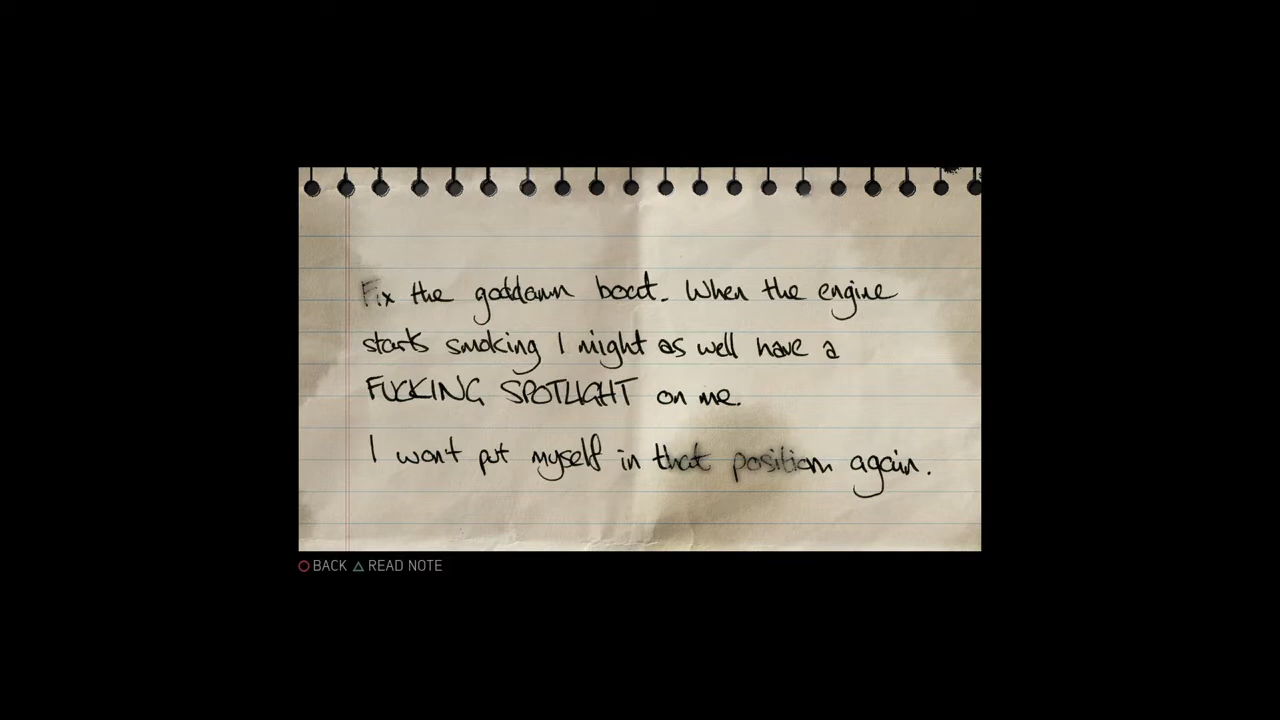 Fix the goddamn boat. When the engine
starts smoking I might as well have a
FUCKING SPOTLIGHT on me.
I won't put myself in that position again.
BACK READ NOTE